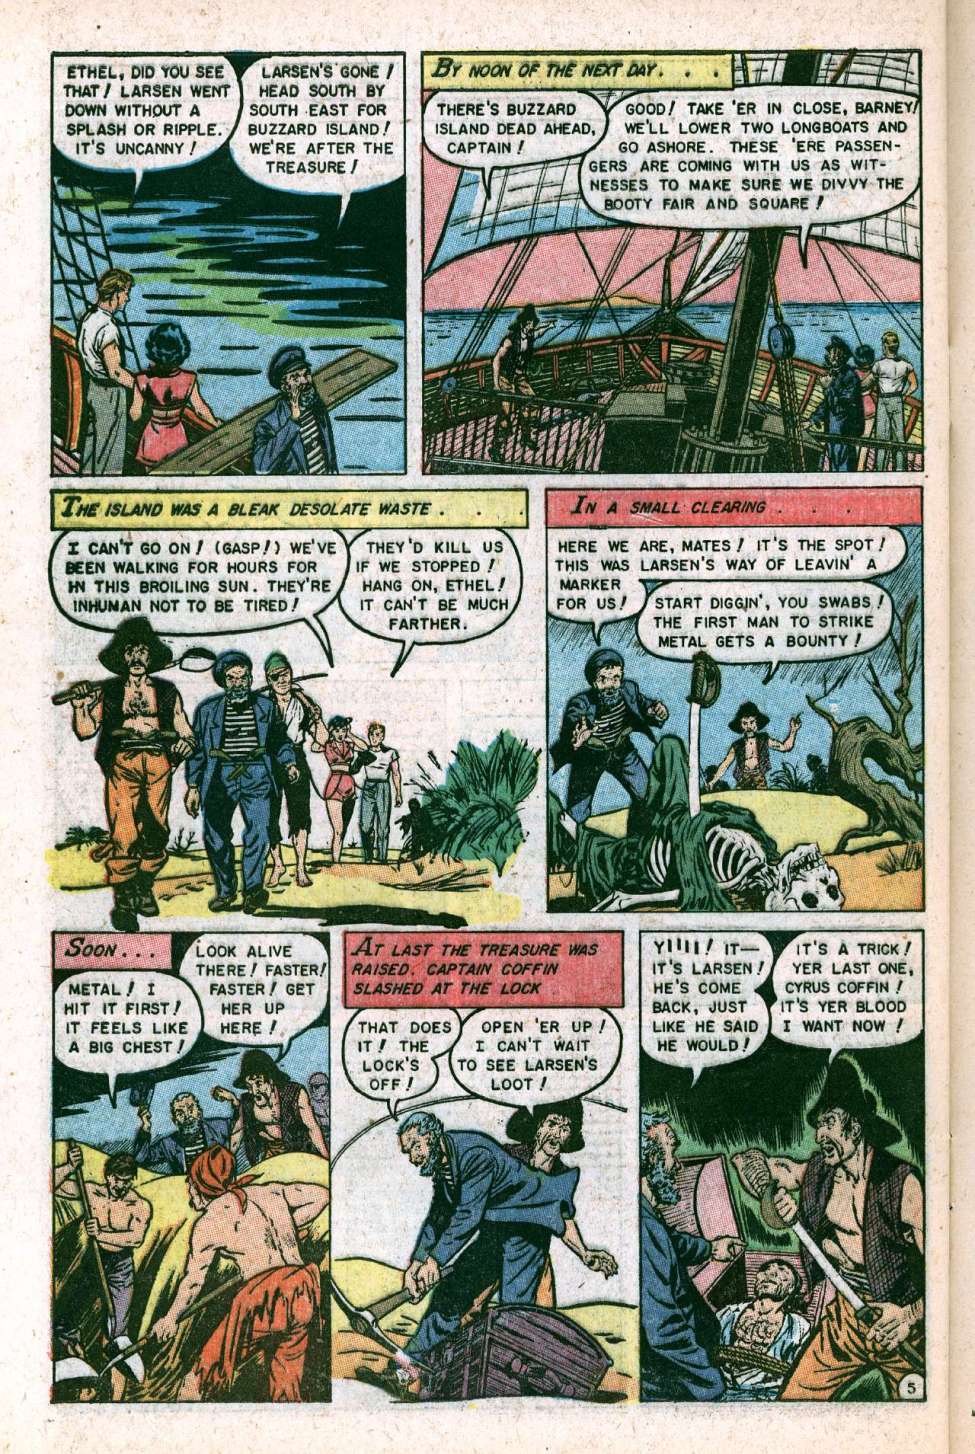 ETHEL, DID YOU SEE
THAT! LARSEN WENT
DOWN WITHOUT A
SPLASH OR RIPPLE.
IT'S UNCANNY!
LARSEN'S GONE!
HEAD SOUTH BY
SOUTH EAST FOR
BUZZARD ISLAND!
WE'RE AFTER THE
TREASURE!
BY NOON OF THE NEXT DAY. . . .
THERE'S BUZZARD
ISLAND DEAD AHEAD,
CAPTAIN!
GOOD! TAKE 'ER IN CLOSE, BARNEY!
WE'LL LOWER TWO LONGBOATS AND
GO ASHORE. THESE 'ERE PASSEN-
GERS ARE COMING WITH US AS WIT-
NESSES TO MAKE SURE WE DIVVY THE
BOOTY FAIR AND SQUARE!
THE ISLAND WAS A BLEAK DESOLATE WASTE . . . .
I CAN'T GO ON! (GASP!) WE'VE
BEEN WALKING FOR HOURS FOR
IN THIS BROILING SUN. THEY'RE
INHUMAN NOT TO BE TIRED!
THEY'D KILL US
IF WE STOPPED!
HANG ON, ETHEL!
IT CAN'T BE MUCH
FARTHER.
IN A SMALL CLEARING . . . .
HERE WE ARE, MATES! IT'S THE SPOT!
THIS WAS LARSEN'S WAY OF LEAVIN' A
MARKER
FOR US!
START DIGGIN', YOU SWABS!
THE FIRST MAN TO STRIKE
METAL GETS A BOUNTY!
SOON...
METAL! I
HIT IT FIRST!
IT FEELS LIKE
A BIG CHEST!
LOOK ALIVE
THERE! FASTER!
FASTER! GET
HER UP
HERE!
AT LAST THE TREASURE WAS
RAISED. CAPTAIN COFFIN
SLASHED AT THE LOCK
THAT DOES
IT! THE
LOCK'S
OFF!
OPEN 'ER UP!
I CAN'T WAIT
TO SEE LARSEN'S
LOOT!
YIIII! IT—
IT'S LARSEN!
HE'S COME
BACK, JUST
LIKE HE SAID
HE WOULD!
IT'S A TRICK!
YER LAST ONE,
CYRUS COFFIN!
IT'S YER BLOOD
I WANT NOW!
5